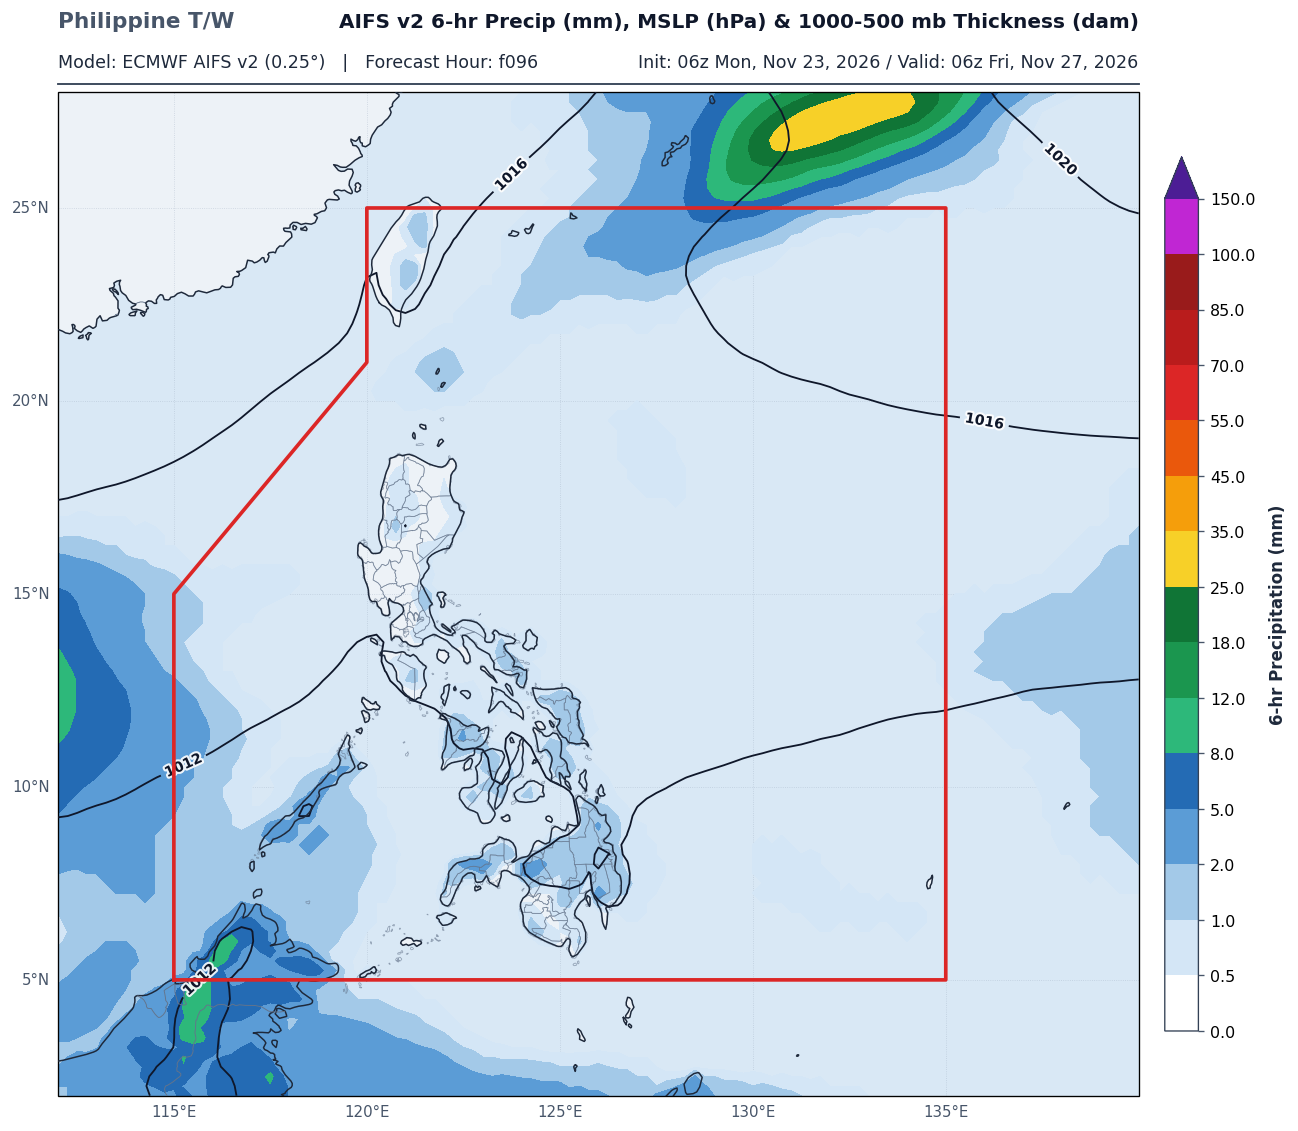 Philippine T/W
AIFS v2 6-hr Precip (mm), MSLP (hPa) & 1000-500 mb Thickness (dam)
Model: ECMWF AIFS v2 (0.25°) | Forecast Hour: f096
Init: 06z Mon, Nov 23, 2026 / Valid: 06z Fri, Nov 27, 2026
1016
1020
1016
1012
1012
25°N
20°N
15°N
10°N
5°N
115°E
120°E
125°E
130°E
135°E
150.0
100.0
85.0
70.0
55.0
45.0
35.0
25.0
18.0
12.0
8.0
5.0
2.0
1.0
0.5
0.0
6-hr Precipitation (mm)